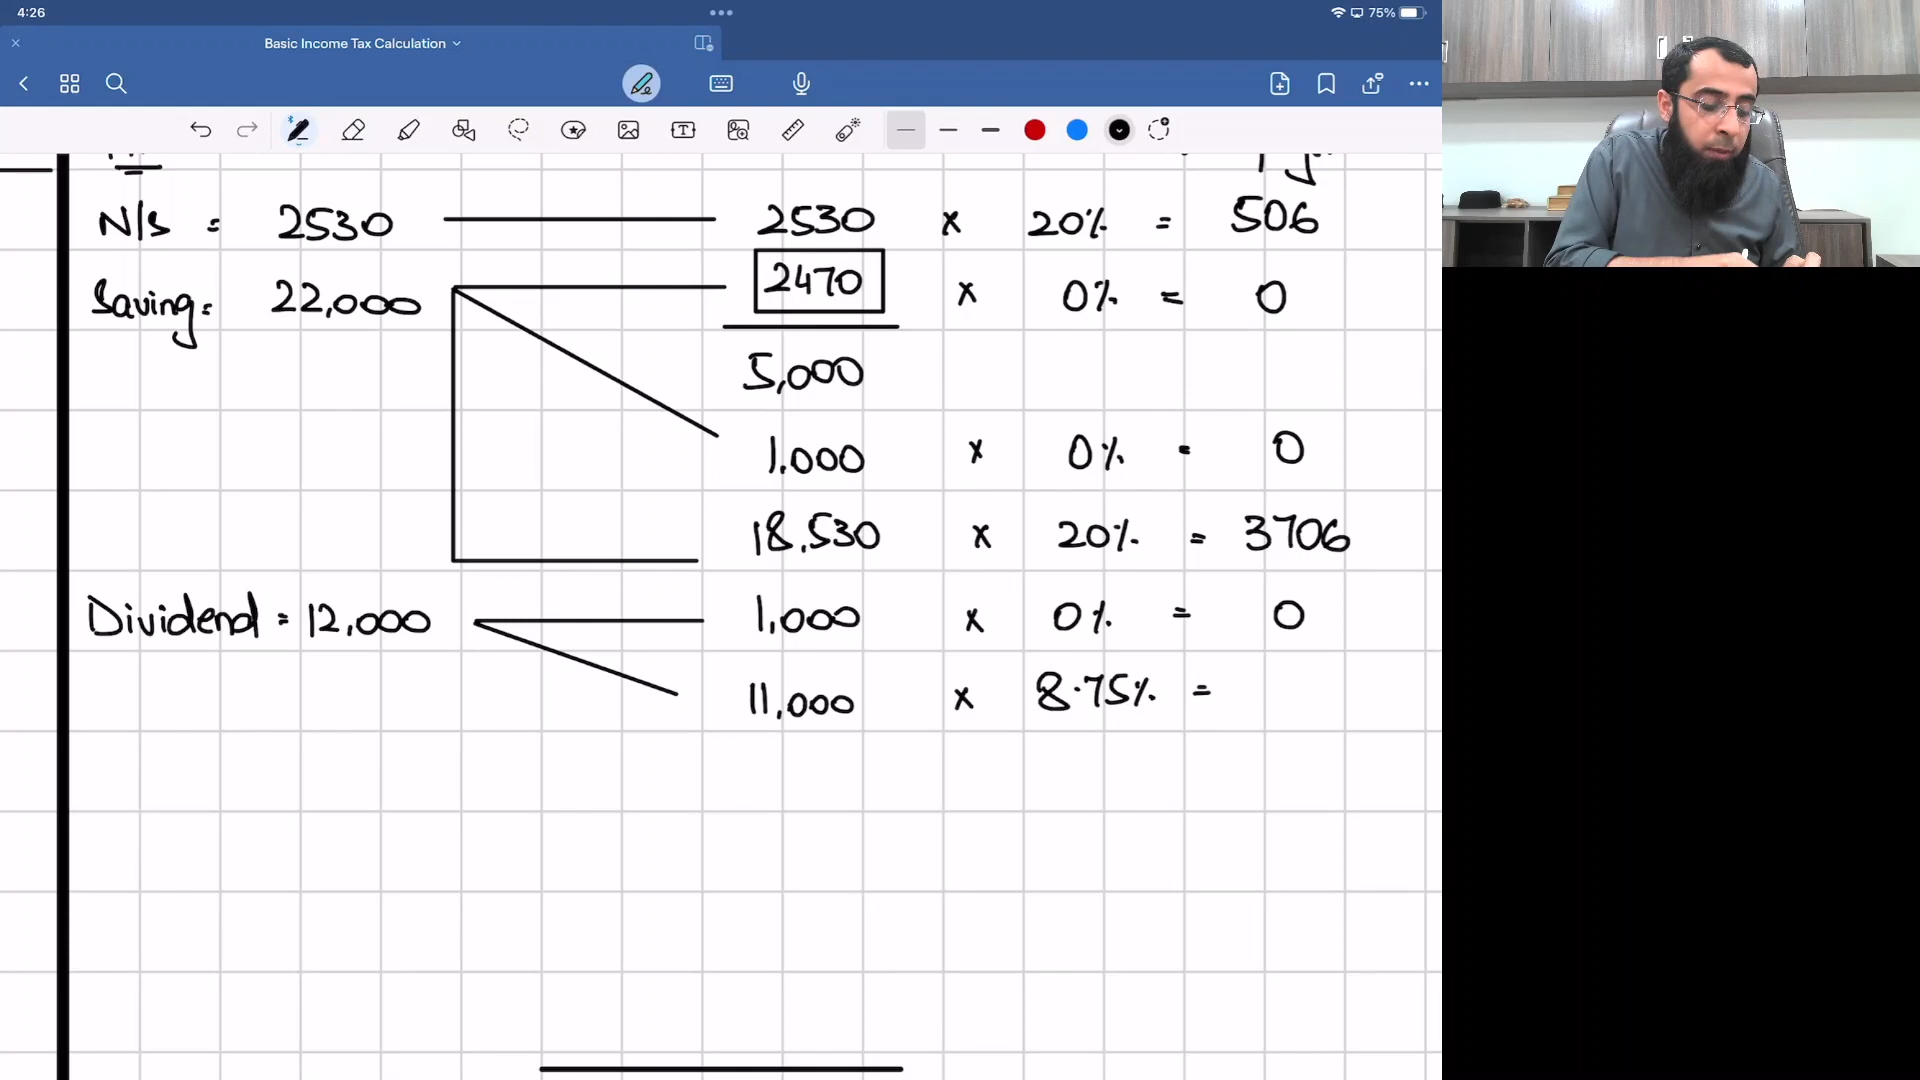 4:26
75%
Basic Income Tax Calculation
N/S = 2530 2530 x 20% = 506
Saving = 22,000 2470 x 0% = 0
5,000
1,000 x 0% = 0
18,530 x 20% = 3706
Dividend = 12,000 1,000 x 0% = 0
11,000 x 8.75% =